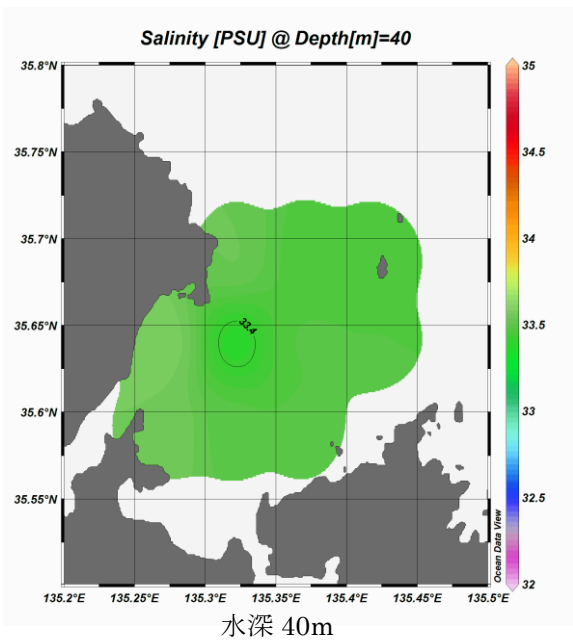 Salinity [PSU] @ Depth[m]=40
35.8°N
35.75°N
35.7°N
35.65°N
35.6°N
35.55°N
135.2°E
135.25°E
135.3°E
135.35°E
135.4°E
135.45°E
135.5°E
33.4
35
34.5
34
33.5
33
32.5
32
Ocean Data View
水深 40m